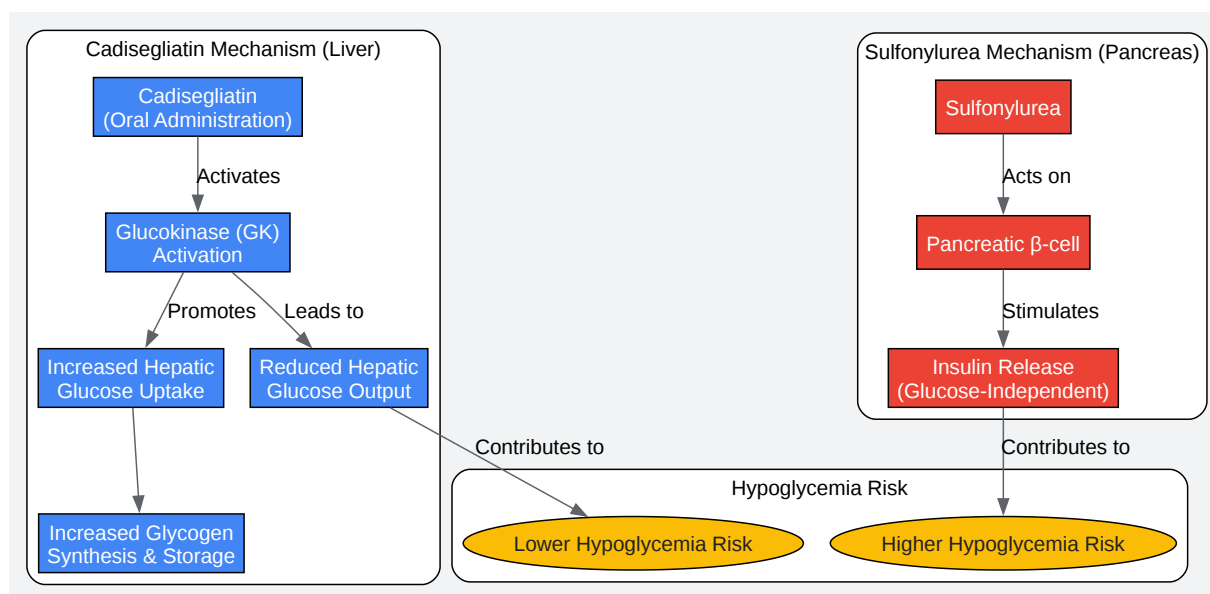 Cadisegliatin Mechanism (Liver)
Cadisegliatin
(Oral Administration)
Activates
Glucokinase (GK)
Activation
Promotes
Leads to
Increased Hepatic
Glucose Uptake
Reduced Hepatic
Glucose Output
Increased Glycogen
Synthesis & Storage
Sulfonylurea Mechanism (Pancreas)
Sulfonylurea
Acts on
Pancreatic β-cell
Stimulates
Insulin Release
(Glucose-Independent)
Contributes to
Contributes to
Hypoglycemia Risk
Lower Hypoglycemia Risk
Higher Hypoglycemia Risk